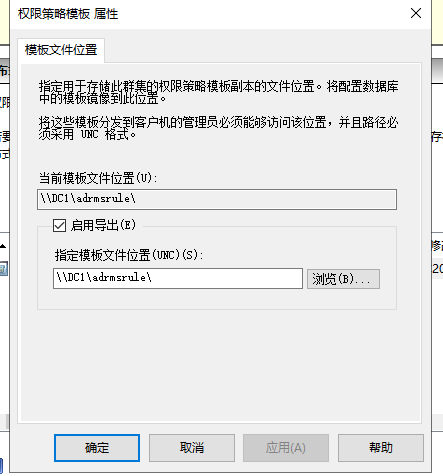 权限策略模板 属性
模板文件位置
指定用于存储此群集的权限策略模板副本的文件位置。将配置数据库
中的模板镜像到此位置。
将这些模板分发到客户机的管理员必须能够访问该位置，并且路径必
须采用 UNC 格式。
当前模板文件位置(U):
\\DC1\adrmsrule\
启用导出(E)
指定模板文件位置(UNC)(S):
\\DC1\adrmsrule\
浏览(B)...
确定
取消
应用(A)
帮助